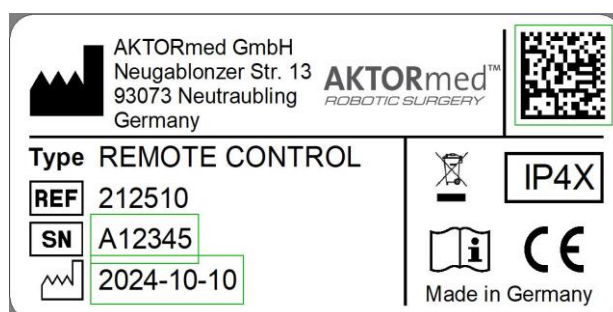 AKTORmed GmbH
Neugablonzer Str. 13
93073 Neutraubling
Germany
AKTORmed™
ROBOTIC SURGERY
Type REMOTE CONTROL
REF 212510
SN A12345
2024-10-10
IP4X
i
CE
Made in Germany